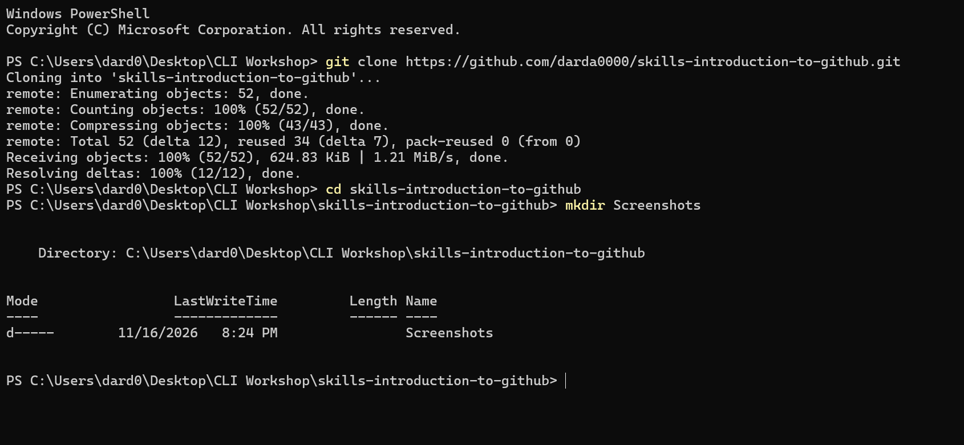 Windows PowerShell
Copyright (C) Microsoft Corporation. All rights reserved.
PS C:\Users\dard0\Desktop\CLI Workshop> git clone https://github.com/darda0000/skills-introduction-to-github.git
Cloning into 'skills-introduction-to-github'...
remote: Enumerating objects: 52, done.
remote: Counting objects: 100% (52/52), done.
remote: Compressing objects: 100% (43/43), done.
remote: Total 52 (delta 12), reused 34 (delta 7), pack-reused 0 (from 0)
Receiving objects: 100% (52/52), 624.83 KiB | 1.21 MiB/s, done.
Resolving deltas: 100% (12/12), done.
PS C:\Users\dard0\Desktop\CLI Workshop> cd skills-introduction-to-github
PS C:\Users\dard0\Desktop\CLI Workshop\skills-introduction-to-github> mkdir Screenshots
    Directory: C:\Users\dard0\Desktop\CLI Workshop\skills-introduction-to-github
Mode                 LastWriteTime         Length Name
----                 -------------         ------ ----
d-----        11/16/2026   8:24 PM                Screenshots
PS C:\Users\dard0\Desktop\CLI Workshop\skills-introduction-to-github>